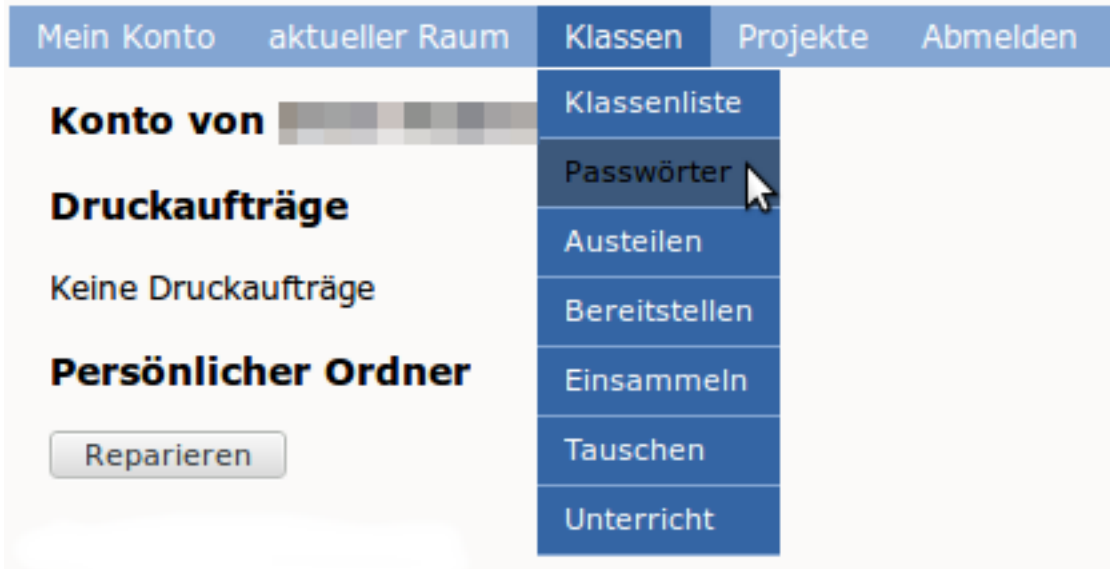 Mein Konto aktueller Raum Klassen Projekte Abmelden
Konto von
Druckaufträge
Keine Druckaufträge
Persönlicher Ordner
Reparieren
Klassenliste
Passwörter
Austeilen
Bereitstellen
Einsammeln
Tauschen
Unterricht